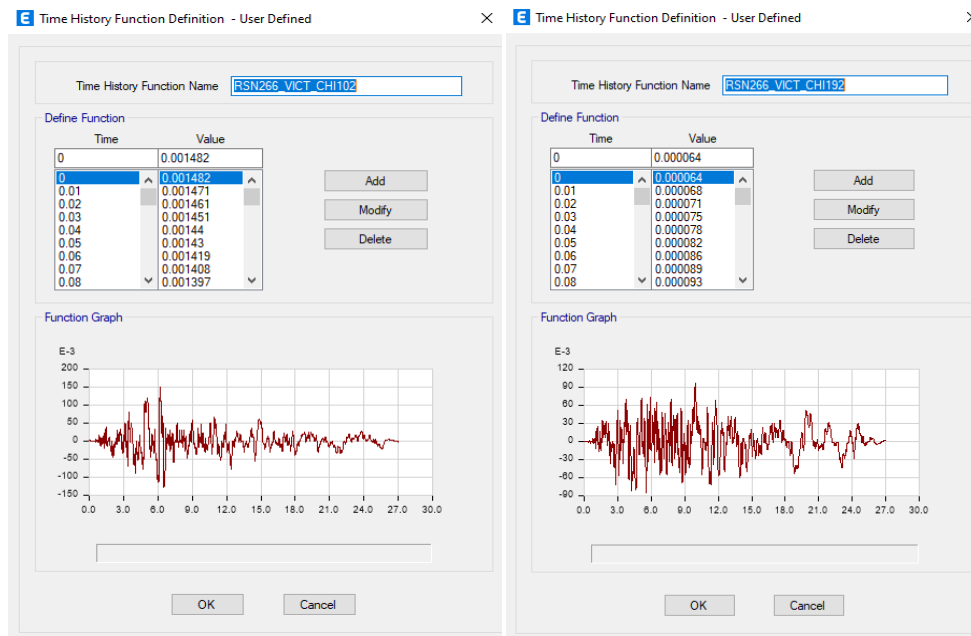 E Time History Function Definition - User Defined
Time History Function Name RSN266_VICT_CHI102
Define Function
Time Value
0 0.001482
0 0.001482
0.01 0.001471
0.02 0.001461
0.03 0.001451
0.04 0.00144
0.05 0.00143
0.06 0.001419
0.07 0.001408
0.08 0.001397
Add
Modify
Delete
Function Graph
E-3
200
150
100
50
0
-50
-100
-150
0.0 3.0 6.0 9.0 12.0 15.0 18.0 21.0 24.0 27.0 30.0
OK Cancel
E Time History Function Definition - User Defined
Time History Function Name RSN266_VICT_CHI192
Define Function
Time Value
0 0.000064
0 0.000064
0.01 0.000068
0.02 0.000071
0.03 0.000075
0.04 0.000078
0.05 0.000082
0.06 0.000086
0.07 0.000089
0.08 0.000093
Add
Modify
Delete
Function Graph
E-3
120
90
60
30
0
-30
-60
-90
0.0 3.0 6.0 9.0 12.0 15.0 18.0 21.0 24.0 27.0 30.0
OK Cancel